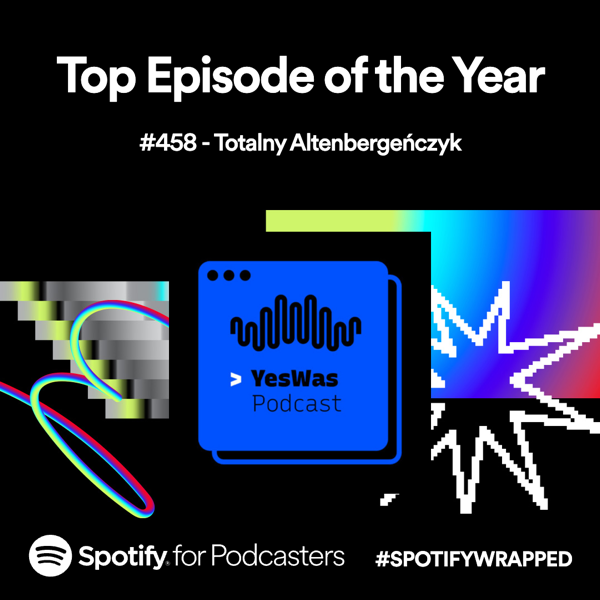 Top Episode of the Year
#458 - Totalny Altenbergeńczyk
> YesWas
Podcast
Spotify® for Podcasters
#SPOTIFYWRAPPED